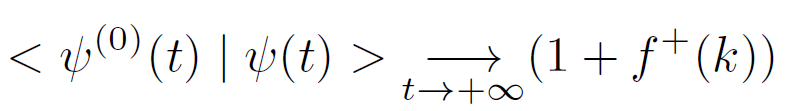 < ψ^{(0)}(t) | ψ(t) > ⟶_{t→+∞} (1 + f^{+}(k))